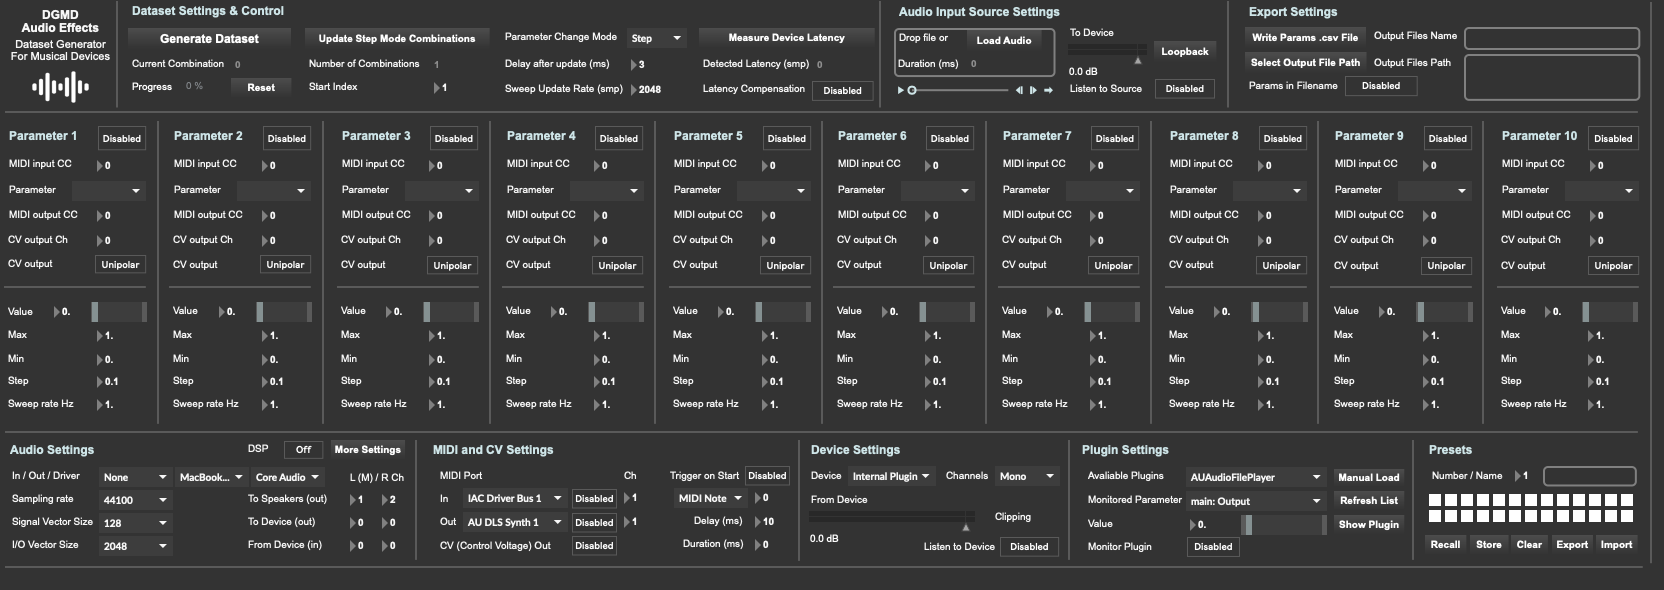 DGMD
Audio Effects
Dataset Generator
For Musical Devices
Dataset Settings & Control
Generate Dataset
Update Step Mode Combinations
Parameter Change Mode Step
Measure Device Latency
Current Combination 0
Number of Combinations 1
Delay after update (ms) 3
Detected Latency (smp) 0
Progress 0 % Reset
Start Index 1
Sweep Update Rate (smp) 2048
Latency Compensation Disabled
Audio Input Source Settings
Drop file or Load Audio
Duration (ms) 0
To Device
0.0 dB
Loopback
Listen to Source Disabled
Export Settings
Write Params .csv File
Output Files Name
Select Output File Path
Output Files Path
Params in Filename Disabled
Parameter 1 Disabled
MIDI input CC 0
Parameter
MIDI output CC 0
CV output Ch 0
CV output Unipolar
Value 0.
Max 1.
Min 0.
Step 0.1
Sweep rate Hz 1.
Parameter 2 Disabled
MIDI input CC 0
Parameter
MIDI output CC 0
CV output Ch 0
CV output Unipolar
Value 0.
Max 1.
Min 0.
Step 0.1
Sweep rate Hz 1.
Parameter 3 Disabled
MIDI input CC 0
Parameter
MIDI output CC 0
CV output Ch 0
CV output Unipolar
Value 0.
Max 1.
Min 0.
Step 0.1
Sweep rate Hz 1.
Parameter 4 Disabled
MIDI input CC 0
Parameter
MIDI output CC 0
CV output Ch 0
CV output Unipolar
Value 0.
Max 1.
Min 0.
Step 0.1
Sweep rate Hz 1.
Parameter 5 Disabled
MIDI input CC 0
Parameter
MIDI output CC 0
CV output Ch 0
CV output Unipolar
Value 0.
Max 1.
Min 0.
Step 0.1
Sweep rate Hz 1.
Parameter 6 Disabled
MIDI input CC 0
Parameter
MIDI output CC 0
CV output Ch 0
CV output Unipolar
Value 0.
Max 1.
Min 0.
Step 0.1
Sweep rate Hz 1.
Parameter 7 Disabled
MIDI input CC 0
Parameter
MIDI output CC 0
CV output Ch 0
CV output Unipolar
Value 0.
Max 1.
Min 0.
Step 0.1
Sweep rate Hz 1.
Parameter 8 Disabled
MIDI input CC 0
Parameter
MIDI output CC 0
CV output Ch 0
CV output Unipolar
Value 0.
Max 1.
Min 0.
Step 0.1
Sweep rate Hz 1.
Parameter 9 Disabled
MIDI input CC 0
Parameter
MIDI output CC 0
CV output Ch 0
CV output Unipolar
Value 0.
Max 1.
Min 0.
Step 0.1
Sweep rate Hz 1.
Parameter 10 Disabled
MIDI input CC 0
Parameter
MIDI output CC 0
CV output Ch 0
CV output Unipolar
Value 0.
Max 1.
Min 0.
Step 0.1
Sweep rate Hz 1.
Audio Settings DSP Off More Settings
In / Out / Driver None MacBook... Core Audio L (M) / R Ch
Sampling rate 44100 To Speakers (out) 1 2
Signal Vector Size 128 To Device (out) 0 0
I/O Vector Size 2048 From Device (in) 0 0
MIDI and CV Settings
MIDI Port Ch Trigger on Start Disabled
In IAC Driver Bus 1 Disabled 1 MIDI Note 0
Out AU DLS Synth 1 Disabled 1 Delay (ms) 10
CV (Control Voltage) Out Disabled Duration (ms) 0
Device Settings
Device Internal Plugin Channels Mono
From Device
Clipping
0.0 dB
Listen to Device Disabled
Plugin Settings
Avaliable Plugins AUAudioFilePlayer Manual Load
Monitored Parameter main: Output Refresh List
Value 0. Show Plugin
Monitor Plugin Disabled
Presets
Number / Name 1
Recall Store Clear Export Import